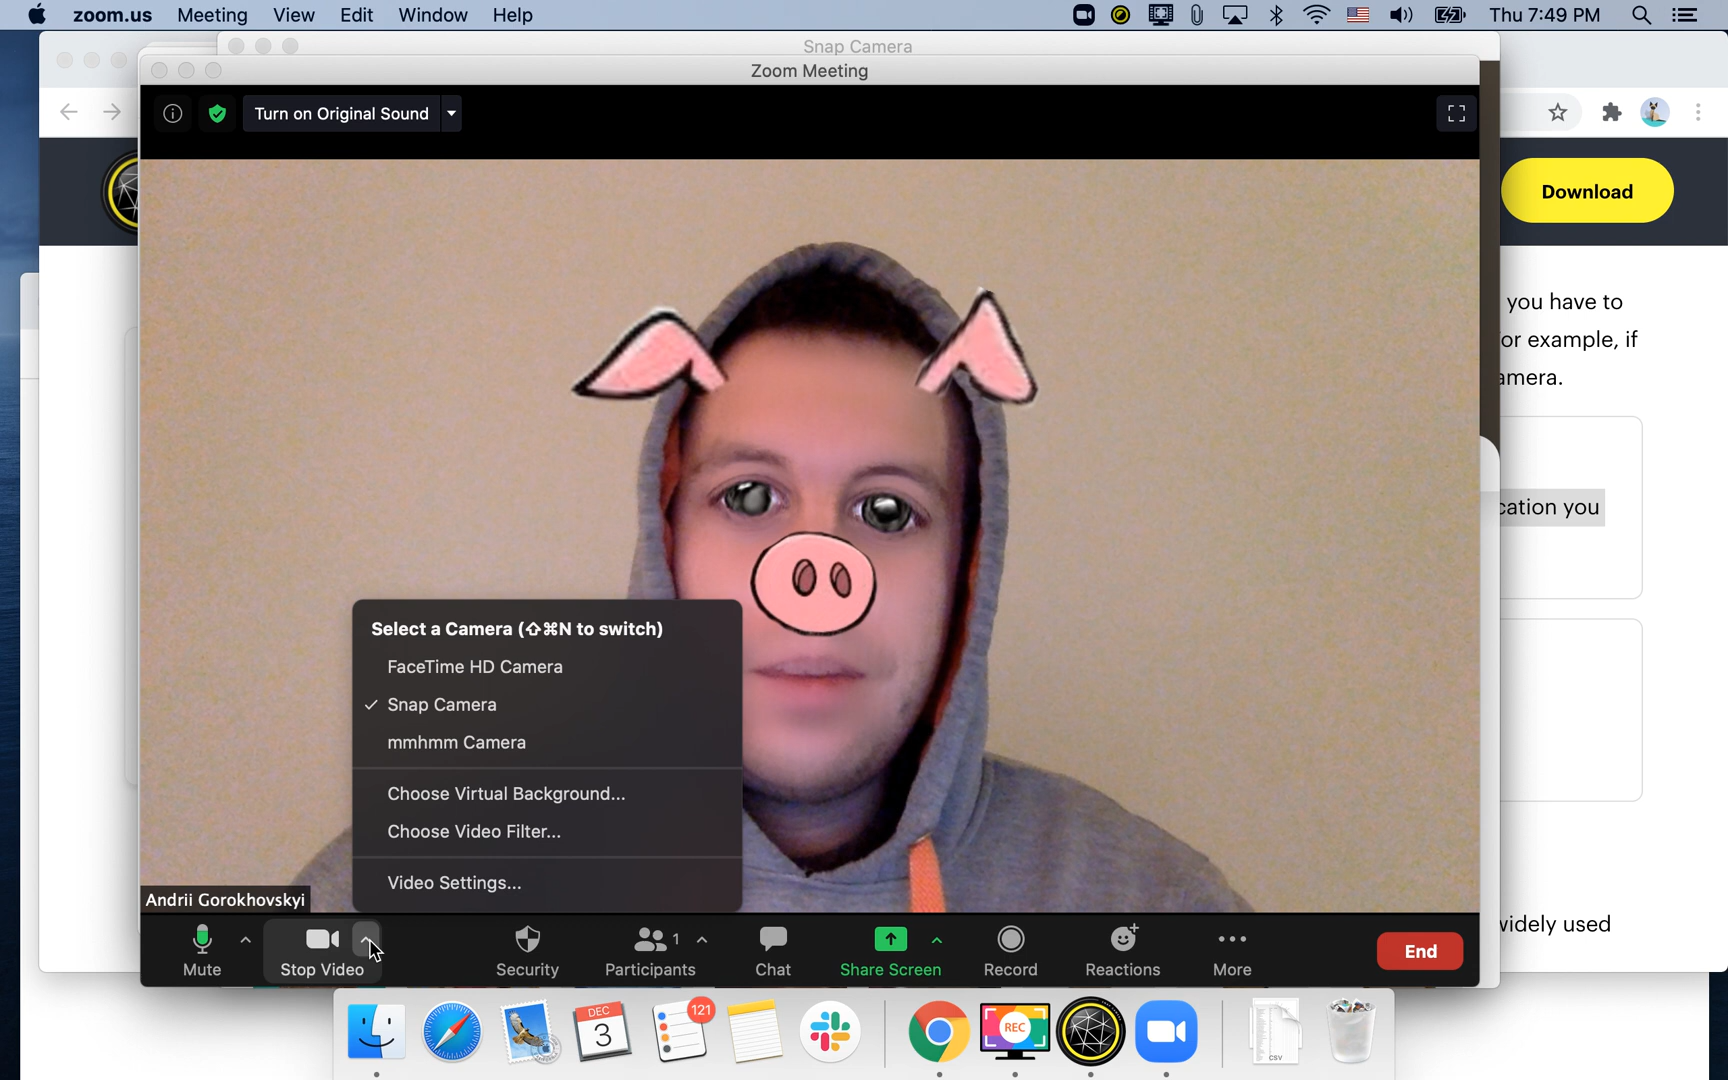 zoom.us Meeting View Edit Window Help Thu 7:49 PM
Snap Camera
Zoom Meeting
Turn on Original Sound
Download
you have to
or example, if
amera.
cation you
Select a Camera (⇧⌘N to switch)
FaceTime HD Camera
✓ Snap Camera
mmhmm Camera
Choose Virtual Background...
Choose Video Filter...
Video Settings...
Andrii Gorokhovskyi
widely used
1
Mute Stop Video Security Participants Chat Share Screen Record Reactions More End
DEC
3
121
REC
CSV